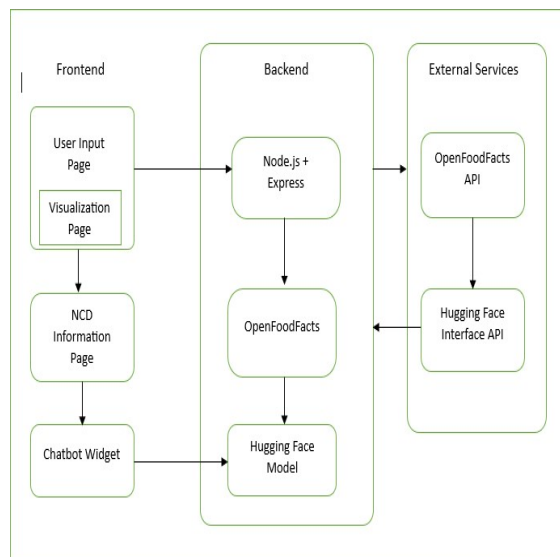 Frontend
Backend
External Services
User Input
Page
Visualization
Page
NCD
Information
Page
Chatbot Widget
Node.js +
Express
OpenFoodFacts
Hugging Face
Model
OpenFoodFacts
API
Hugging Face
Interface API